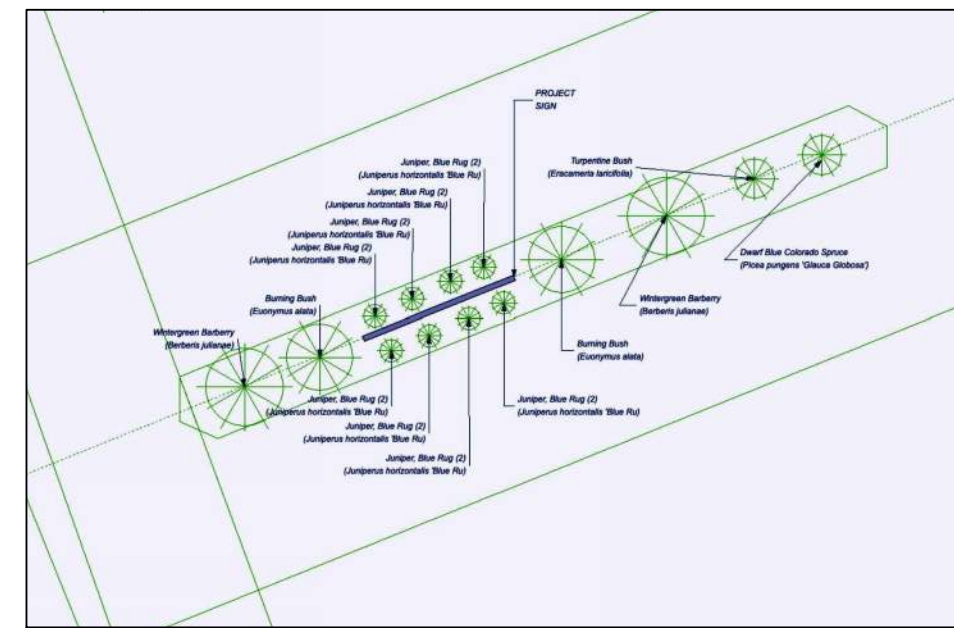 PROJECT
SIGN
Juniper, Blue Rug (2)
(Juniperus horizontalis 'Blue Ru)
Juniper, Blue Rug (2)
(Juniperus horizontalis 'Blue Ru)
Juniper, Blue Rug (2)
(Juniperus horizontalis 'Blue Ru)
Juniper, Blue Rug (2)
(Juniperus horizontalis 'Blue Ru)
Turpentine Bush
(Eracameria laricifolia)
Dwarf Blue Colorado Spruce
(Picea pungens 'Glauca Globosa')
Burning Bush
(Euonymus alata)
Wintergreen Barberry
(Berberis julianae)
Wintergreen Barberry
(Berberis julianae)
Burning Bush
(Euonymus alata)
Juniper, Blue Rug (2)
(Juniperus horizontalis 'Blue Ru)
Juniper, Blue Rug (2)
(Juniperus horizontalis 'Blue Ru)
Juniper, Blue Rug (2)
(Juniperus horizontalis 'Blue Ru)
Juniper, Blue Rug (2)
(Juniperus horizontalis 'Blue Ru)